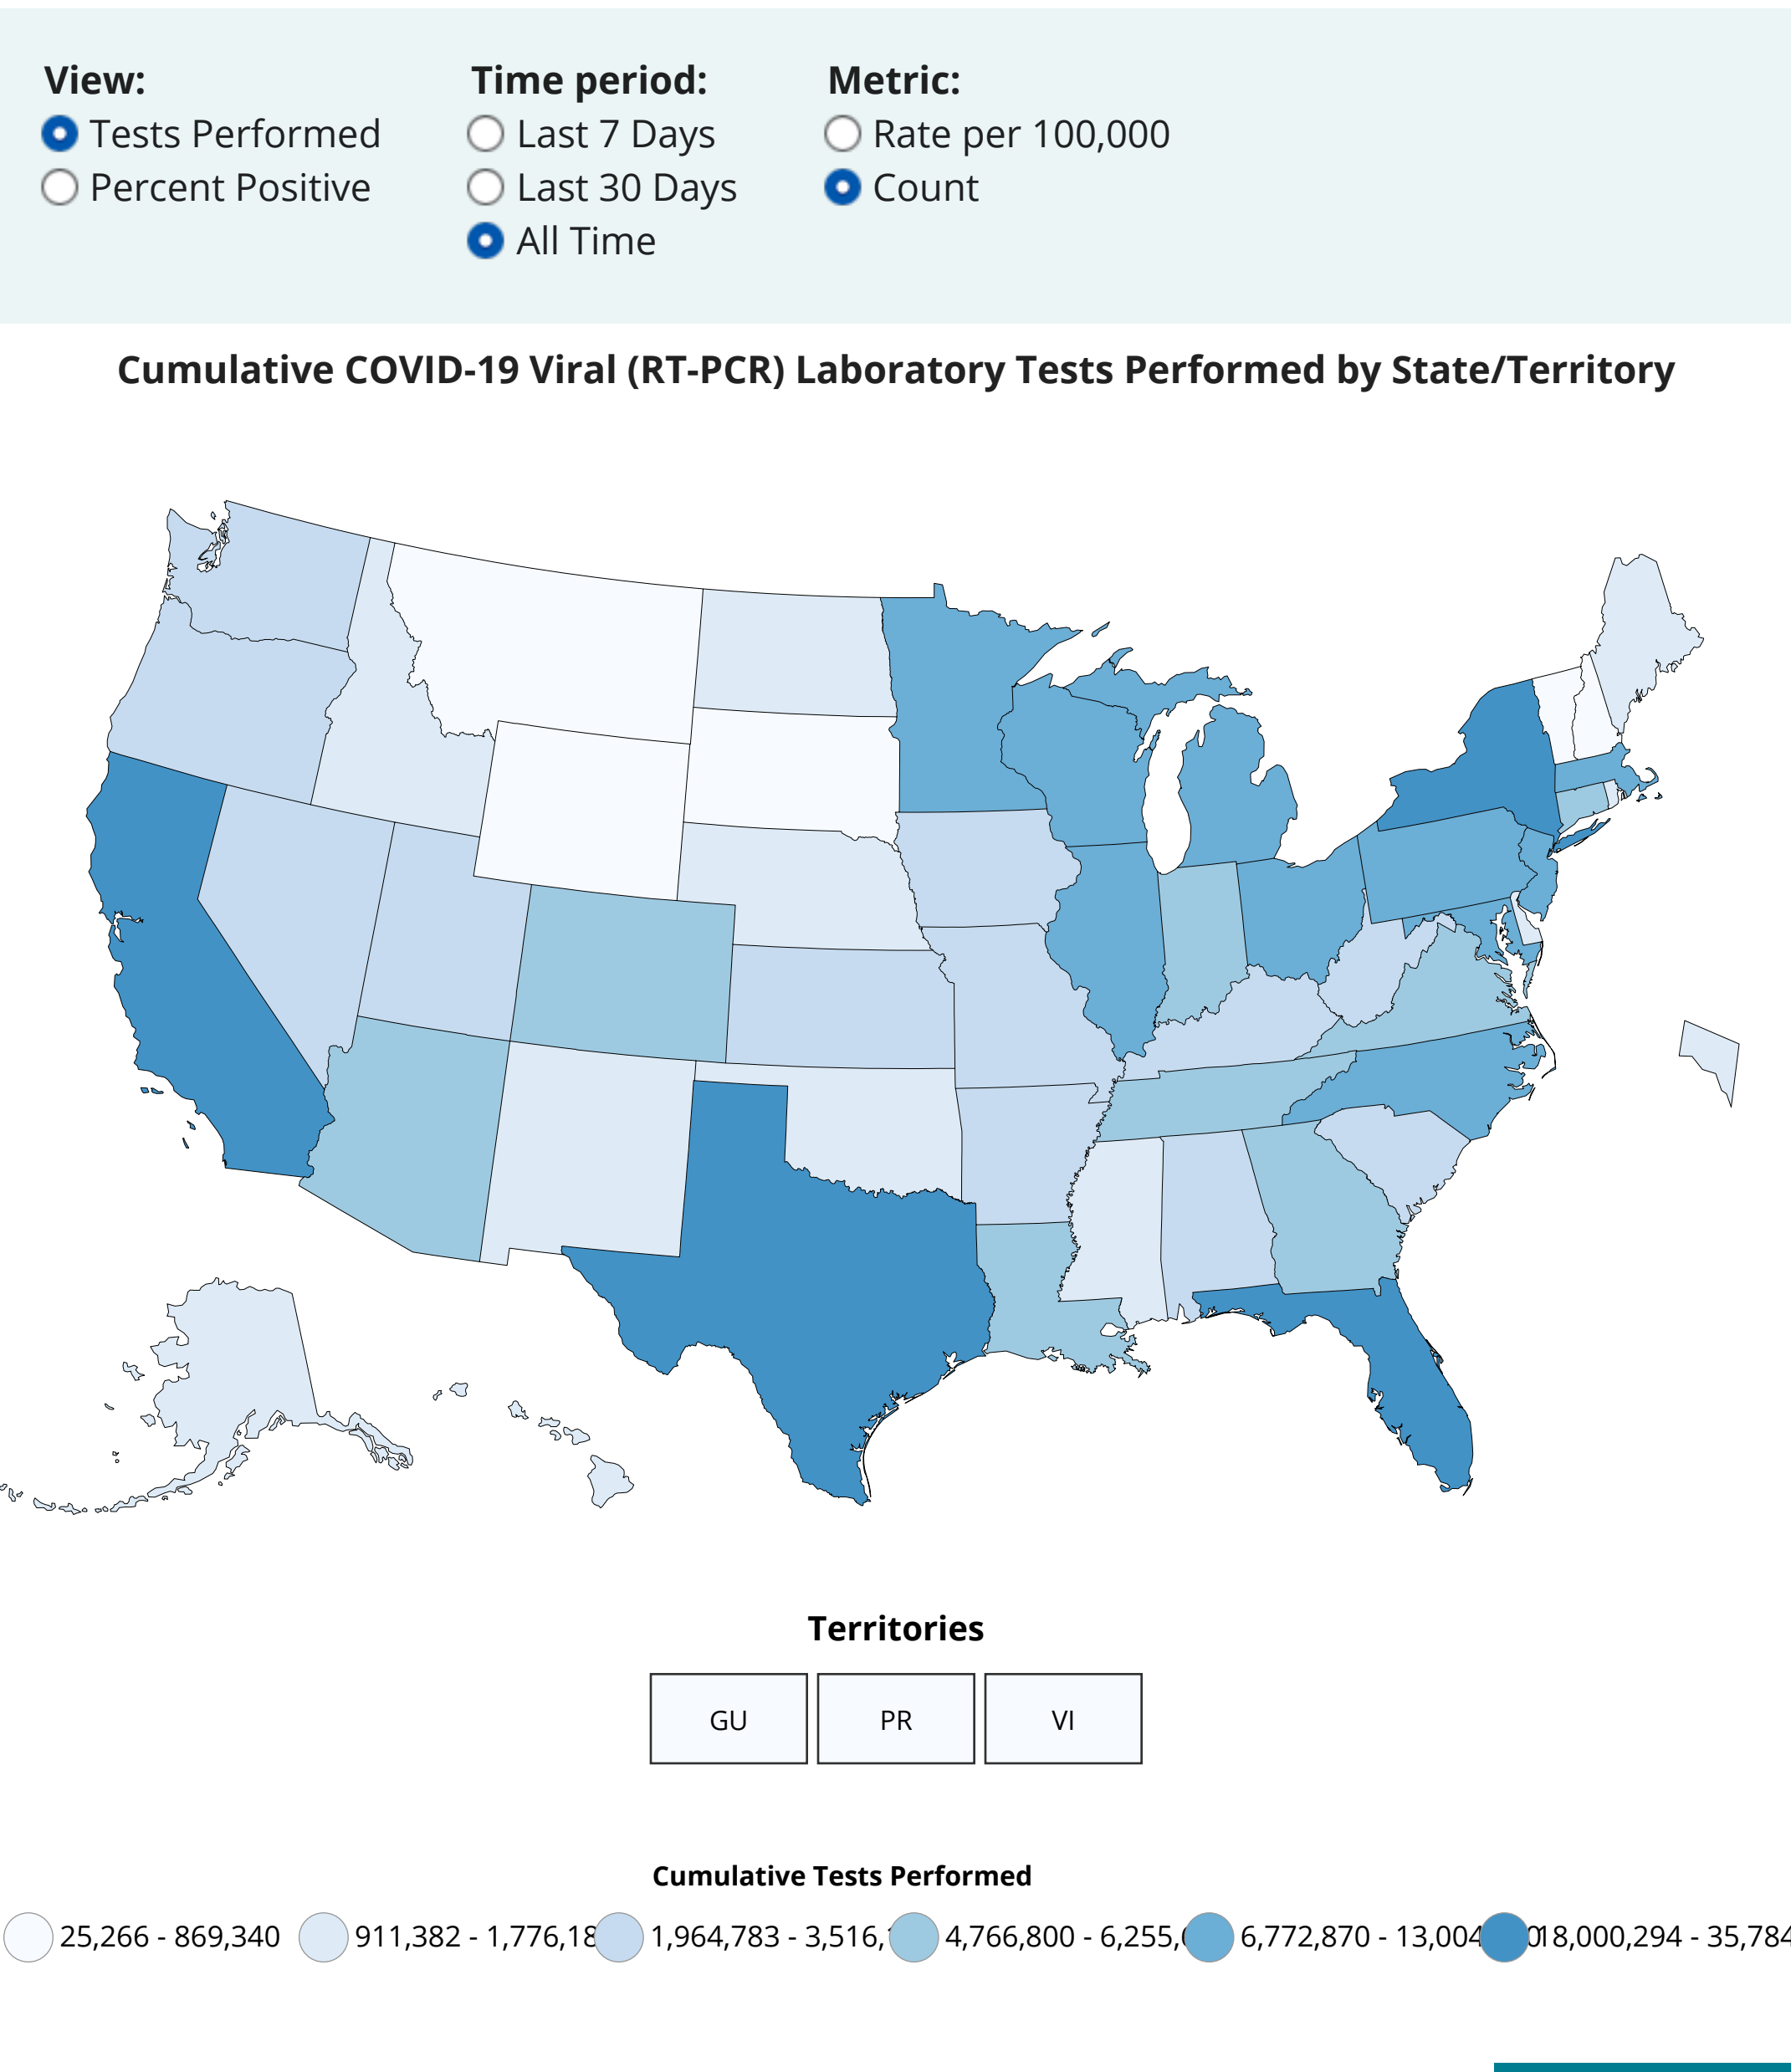 View:
Tests Performed
Percent Positive
Time period:
Last 7 Days
Last 30 Days
All Time
Metric:
Rate per 100,000
Count
Cumulative COVID-19 Viral (RT-PCR) Laboratory Tests Performed by State/Territory
Territories
GU PR VI
Cumulative Tests Performed
25,266 - 869,340 911,382 - 1,776,18 1,964,783 - 3,516, 4,766,800 - 6,255, 6,772,870 - 13,004 18,000,294 - 35,784